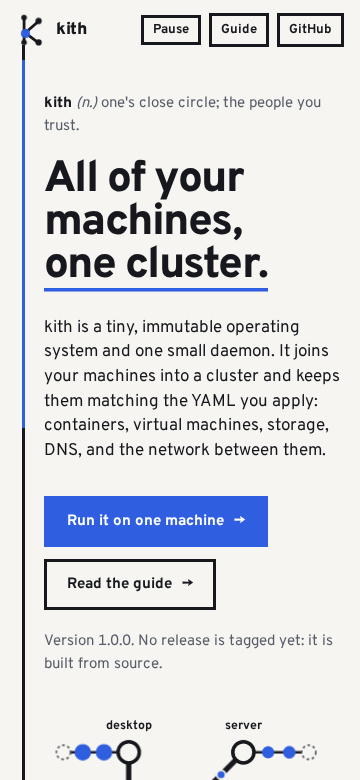 kith
Pause
Guide
GitHub
kith (n.) one's close circle; the people you
trust.
All of your
machines,
one cluster.
kith is a tiny, immutable operating
system and one small daemon. It joins
your machines into a cluster and keeps
them matching the YAML you apply:
containers, virtual machines, storage,
DNS, and the network between them.
Run it on one machine →
Read the guide →
Version 1.0.0. No release is tagged yet: it is
built from source.
desktop
server